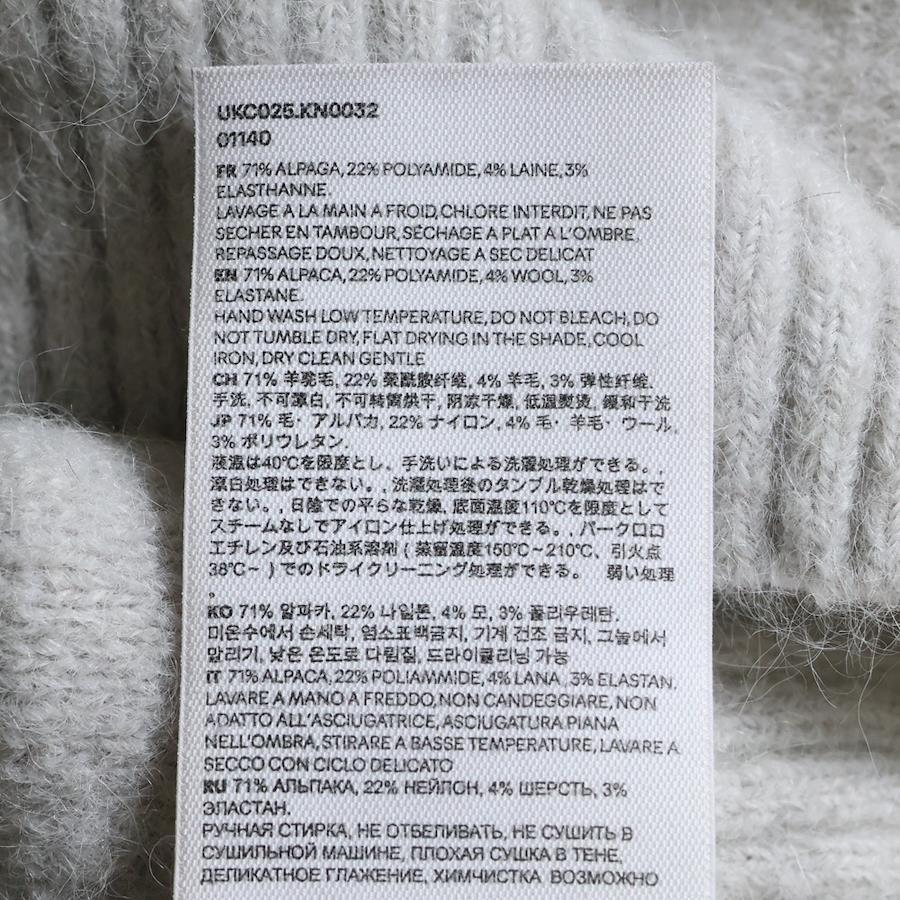 UKC025.KN0032
01140
FR 71% ALPAGA, 22% POLYAMIDE, 4% LAINE, 3%
ELASTHANNE.
LAVAGE A LA MAIN A FROID, CHLORE INTERDIT, NE PAS
SECHER EN TAMBOUR, SÉCHAGE A PLAT A L'OMBRE,
REPASSAGE DOUX, NETTOYAGE A SEC DELICAT
EN 71% ALPACA, 22% POLYAMIDE, 4% WOOL, 3%
ELASTANE.
HAND WASH LOW TEMPERATURE, DO NOT BLEACH, DO
NOT TUMBLE DRY, FLAT DRYING IN THE SHADE, COOL
IRON, DRY CLEAN GENTLE
CH 71% 羊驼毛, 22% 聚酰胺纤维, 4% 羊毛, 3% 弹性纤维.
手洗, 不可漂白, 不可转笼烘干, 阴凉干燥, 低温熨烫, 缓和干洗
JP 71% 毛・アルパカ, 22% ナイロン, 4% 毛・羊毛・ウール,
3% ポリウレタン.
液温は40℃を限度とし、手洗いによる洗濯処理ができる。,
漂白処理はできない。, 洗濯処理後のタンブル乾燥処理はで
きない。, 日陰での平らな乾燥, 底面温度110℃を限度として
スチームなしでアイロン仕上げ処理ができる。, パークロロ
エチレン及び石油系溶剤 ( 蒸留温度150℃~210℃、引火点
38℃~ ) でのドライクリーニング処理ができる。 弱い処理
。
KO 71% 알파카, 22% 나일론, 4% 모, 3% 폴리우레탄.
미온수에서 손세탁, 염소표백금지, 기계 건조 금지, 그늘에서
말리기, 낮은 온도로 다림질, 드라이클리닝 가능
IT 71% ALPACA, 22% POLIAMMIDE, 4% LANA , 3% ELASTAN.
LAVARE A MANO A FREDDO, NON CANDEGGIARE, NON
ADATTO ALL'ASCIUGATRICE, ASCIUGATURA PIANA
NELL'OMBRA, STIRARE A BASSE TEMPERATURE, LAVARE A
SECCO CON CICLO DELICATO
RU 71% АЛЬПАКА, 22% НЕЙЛОН, 4% ШЕРСТЬ, 3%
ЭЛАСТАН.
РУЧНАЯ СТИРКА, НЕ ОТБЕЛИВАТЬ, НЕ СУШИТЬ В
СУШИЛЬНОЙ МАШИНЕ, ПЛОХАЯ СУШКА В ТЕНЕ,
ДЕЛИКАТНОЕ ГЛАЖЕНИЕ, ХИМЧИСТКА ВОЗМОЖНО